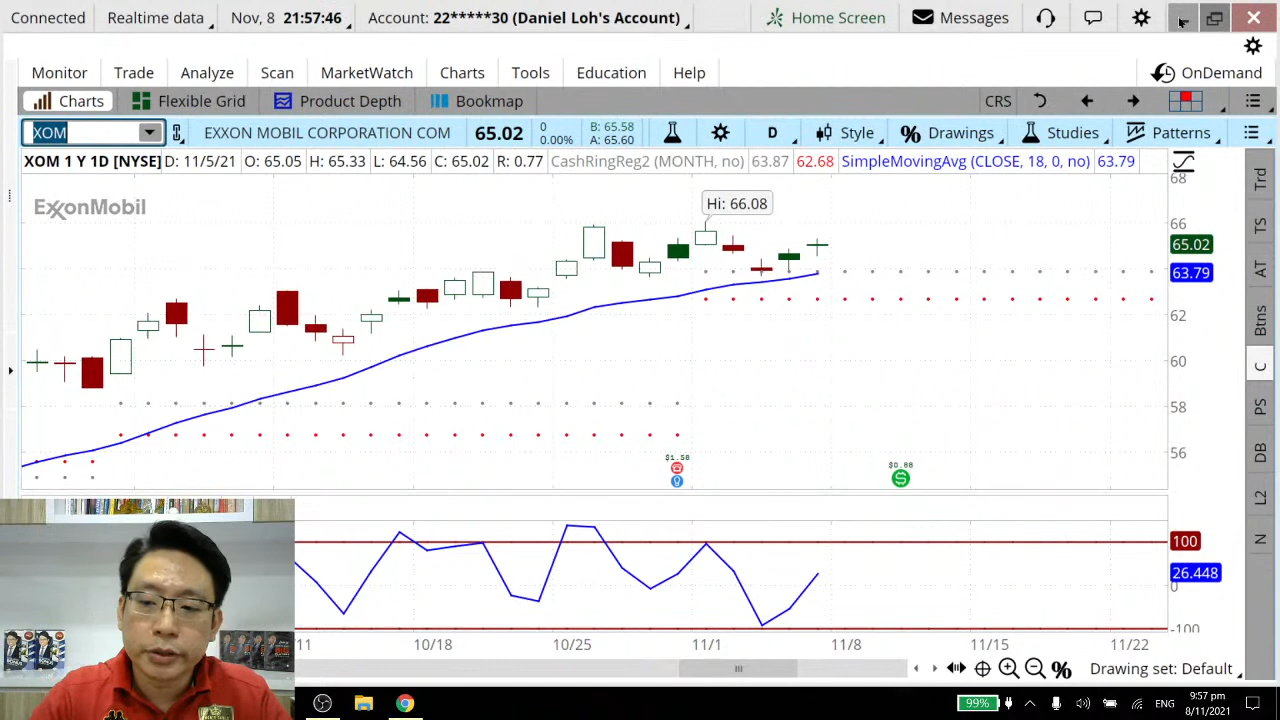 Connected Realtime data Nov, 8 21:57:46 Account: 22*****30 (Daniel Loh's Account) Home Screen Messages
Monitor Trade Analyze Scan MarketWatch Charts Tools Education Help OnDemand
Charts Flexible Grid Product Depth Bookmap CRS
XOM EXXON MOBIL CORPORATION COM 65.02 0 0.00% B: 65.58 A: 65.60 D Style % Drawings Studies Patterns
XOM 1 Y 1D [NYSE] D: 11/5/21 O: 65.05 H: 65.33 L: 64.56 C: 65.02 R: 0.77 CashRingReg2 (MONTH, no) 63.87 62.68 SimpleMovingAvg (CLOSE, 18, 0, no) 63.79
68
Trd
ExxonMobil
Hi: 66.08
66
TS
65.02
AT
63.79
62
Btns
60
C
58
PS
56
DB
$1.58
$0.88
L2
100
N
26.448
0
-100
/11 10/18 10/25 11/1 11/8 11/15 11/22
% Drawing set: Default
99% ENG 9:57 pm
8/11/2021